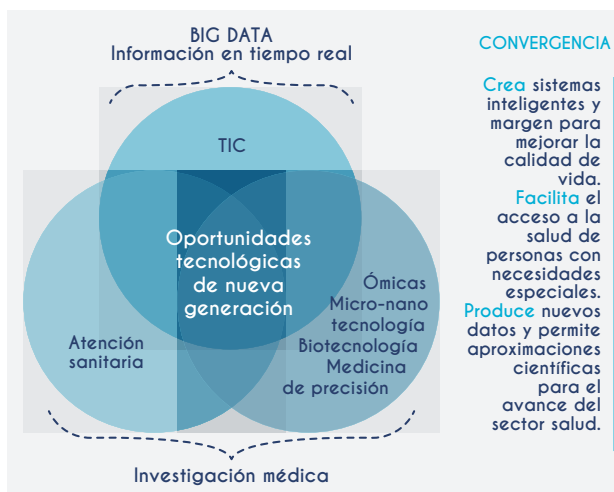 BIG DATA
Información en tiempo real
TIC
Oportunidades
tecnológicas
de nueva
generación
Atención
sanitaria
Ómicas
Micro-nano
tecnología
Biotecnología
Medicina
de precisión
Investigación médica
CONVERGENCIA
Crea sistemas
inteligentes y
margen para
mejorar la
calidad de
vida.
Facilita el
acceso a la
salud de
personas con
necesidades
especiales.
Produce nuevos
datos y permite
aproximaciones
científicas
para el
avance del
sector salud.